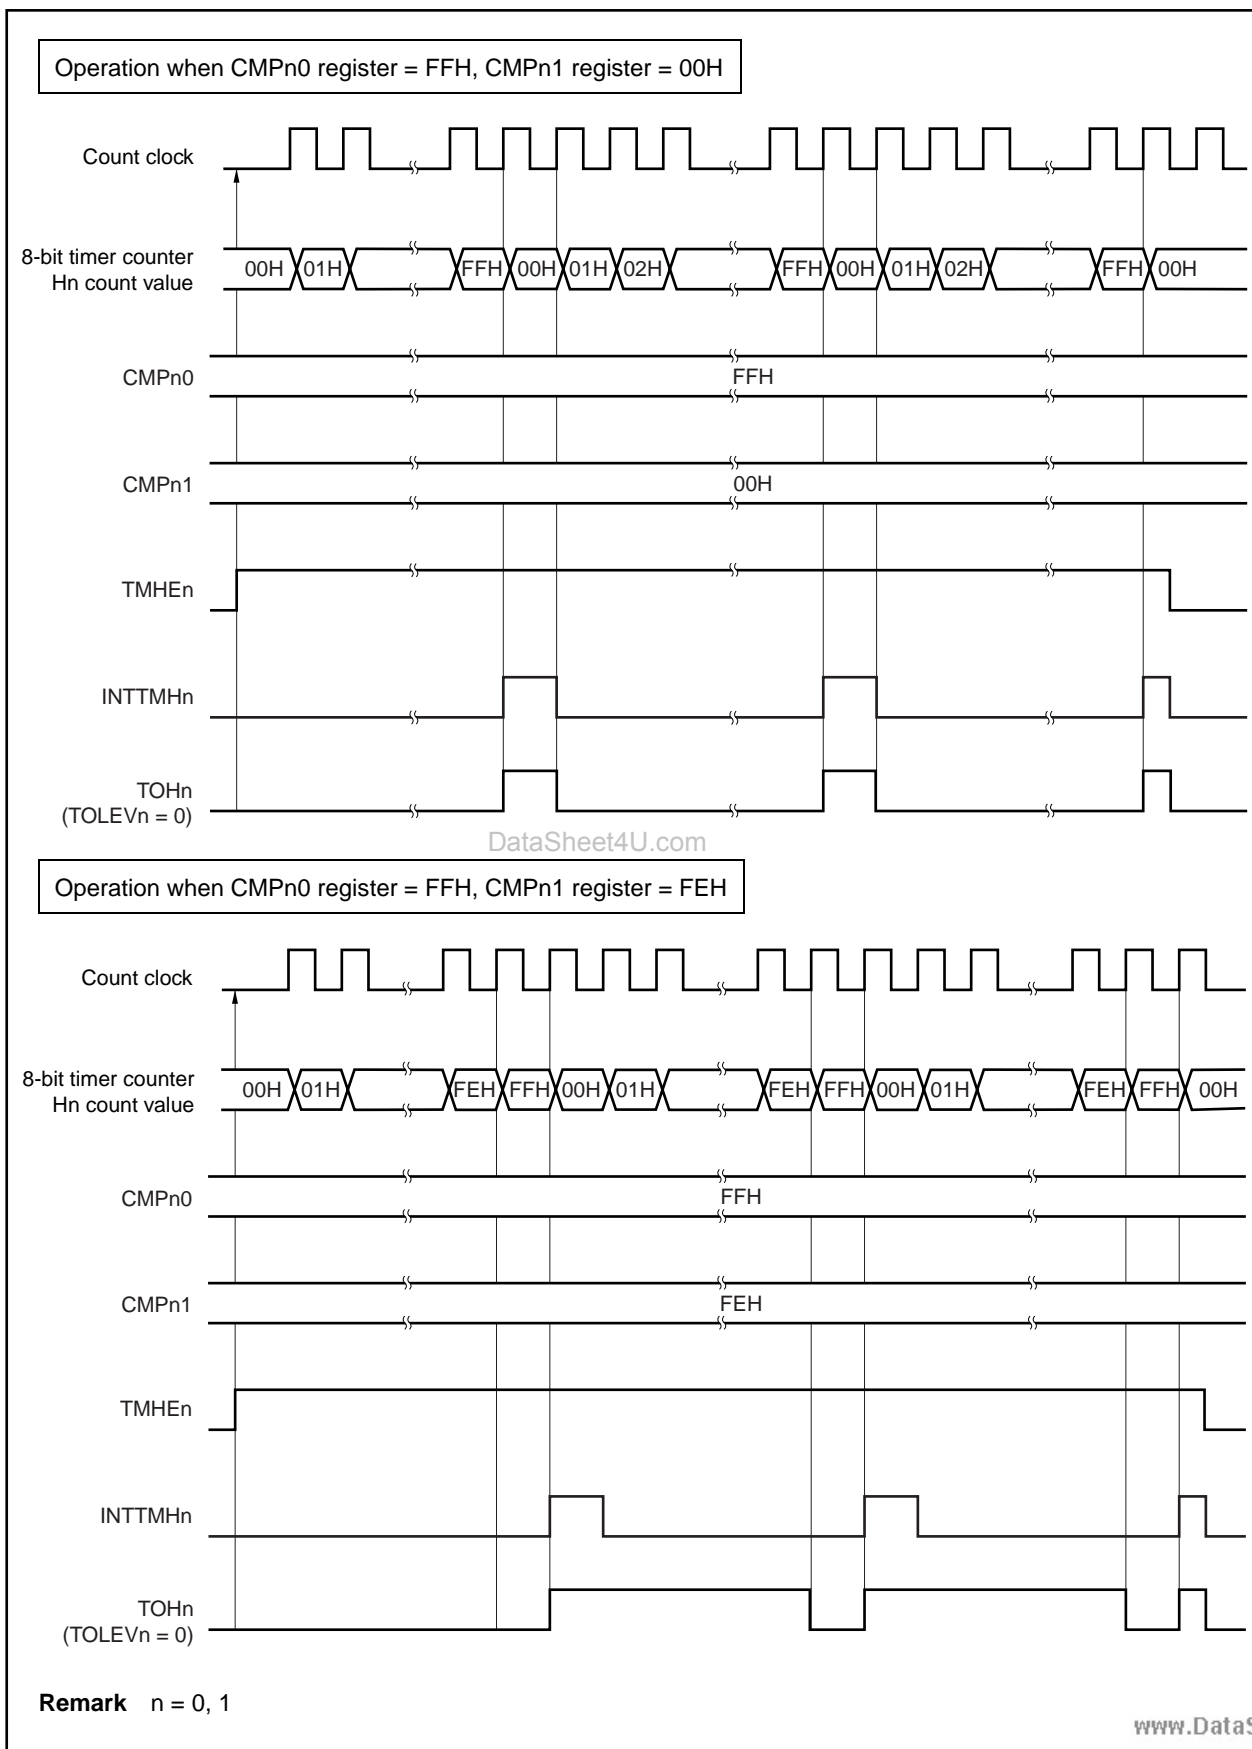 Operation when CMPn0 register = FFH, CMPn1 register = 00H
Count clock
8-bit timer counter
Hn count value
00H 01H FFH 00H 01H 02H FFH 00H 01H 02H FFH 00H
CMPn0 FFH
CMPn1 00H
TMHEn
INTTMHn
TOHn
(TOLEVn = 0)
DataSheet4U.com
Operation when CMPn0 register = FFH, CMPn1 register = FEH
Count clock
8-bit timer counter
Hn count value
00H 01H FEH FFH 00H 01H FEH FFH 00H 01H FEH FFH 00H
CMPn0 FFH
CMPn1 FEH
TMHEn
INTTMHn
TOHn
(TOLEVn = 0)
Remark n = 0, 1
www.DataS